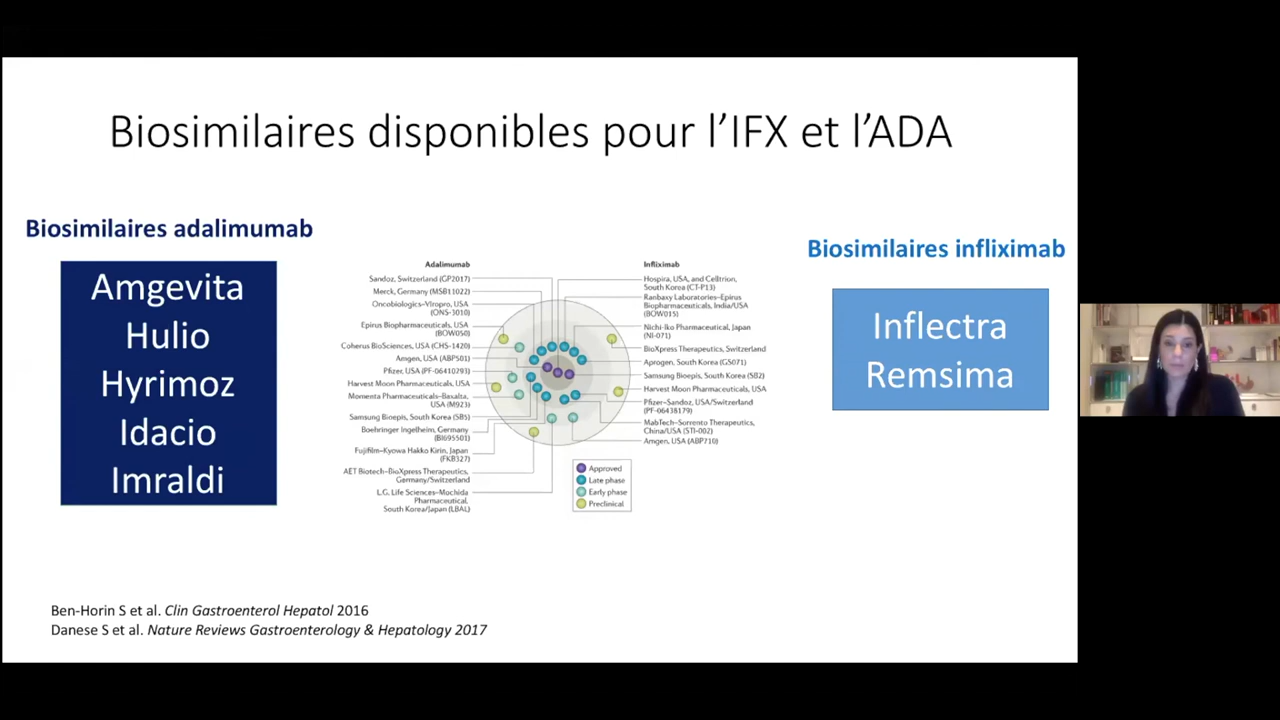 Biosimilaires disponibles pour l'IFX et l'ADA
Biosimilaires adalimumab
Amgevita
Hulio
Hyrimoz
Idacio
Imraldi
Adalimumab
Sandoz, Switzerland (GP2017)
Merck, Germany (MSB11022)
Oncobiologics–Viropro, USA
(ONS-3010)
Epirus Biopharmaceuticals, USA
(BOW050)
Coherus BioSciences, USA (CHS-1420)
Amgen, USA (ABP501)
Pfizer, USA (PF-06410293)
Harvest Moon Pharmaceuticals, USA
Momenta Pharmaceuticals–Baxalta,
USA (M923)
Samsung Bioepis, South Korea (SB5)
Boehringer Ingelheim, Germany
(BI695501)
Fujifilm–Kyowa Hakko Kirin, Japan
(FKB327)
AET Biotech–BioXpress Therapeutics,
Germany/Switzerland
L.G. Life Sciences–Mochida
Pharmaceutical,
South Korea/Japan (LBAL)
Infliximab
Hospira, USA, and Celltrion,
South Korea (CT-P13)
Ranbaxy Laboratories–Epirus
Biopharmaceuticals, India/USA
(BOW015)
Nichi-Iko Pharmaceutical, Japan
(NI-071)
BioXpress Therapeutics, Switzerland
Aprogen, South Korea (GS071)
Samsung Bioepis, South Korea (SB2)
Harvest Moon Pharmaceuticals, USA
Pfizer–Sandoz, USA/Switzerland
(PF-06438179)
MabTech–Sorrento Therapeutics,
China/USA (STI-002)
Amgen, USA (ABP710)
Approved
Late phase
Early phase
Preclinical
Biosimilaires infliximab
Inflectra
Remsima
Ben-Horin S et al. Clin Gastroenterol Hepatol 2016
Danese S et al. Nature Reviews Gastroenterology & Hepatology 2017